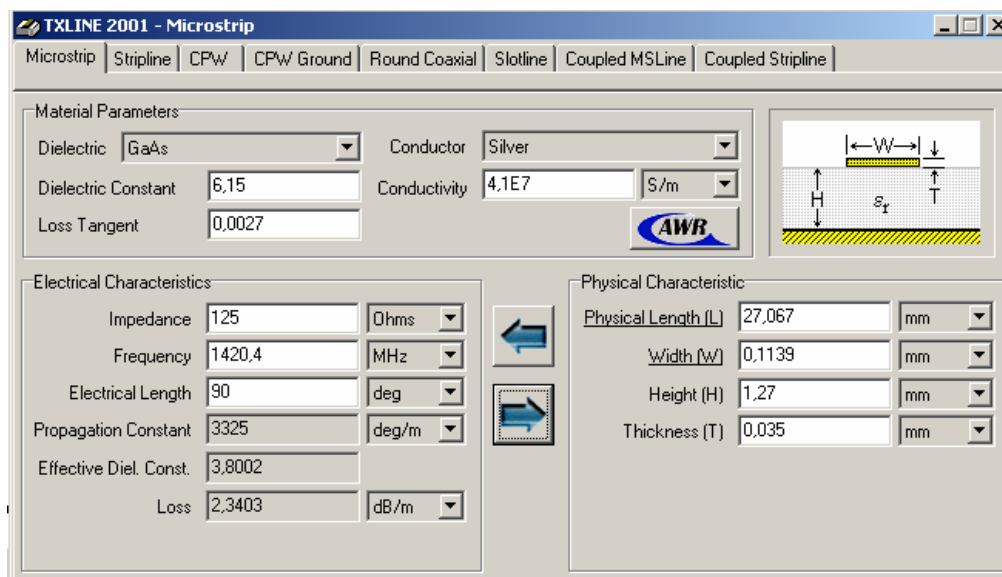 TXLINE 2001 - Microstrip
Microstrip Stripline CPW CPW Ground Round Coaxial Slotline Coupled MSLine Coupled Stripline
Material Parameters
Dielectric GaAs Conductor Silver
Dielectric Constant 6,15 Conductivity 4,1E7 S/m
Loss Tangent 0,0027 AWR
W
T
H
εr
Electrical Characteristics
Impedance 125 Ohms
Frequency 1420,4 MHz
Electrical Length 90 deg
Propagation Constant 3325 deg/m
Effective Diel. Const. 3,8002
Loss 2,3403 dB/m
Physical Characteristic
Physical Length (L) 27,067 mm
Width (W) 0,1139 mm
Height (H) 1,27 mm
Thickness (T) 0,035 mm